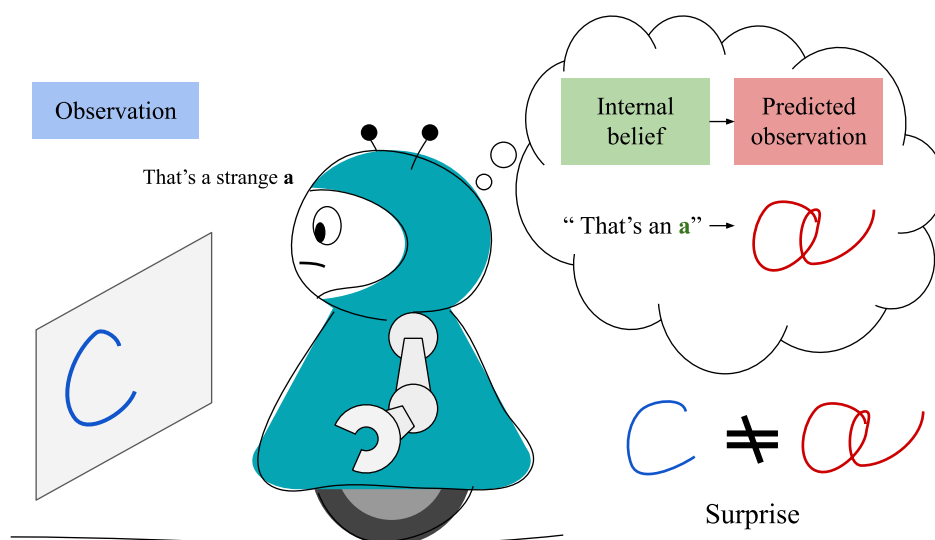 Observation
That's a strange a
Internal
belief
Predicted
observation
“ That's an a”
a
C
C ≠ a
Surprise